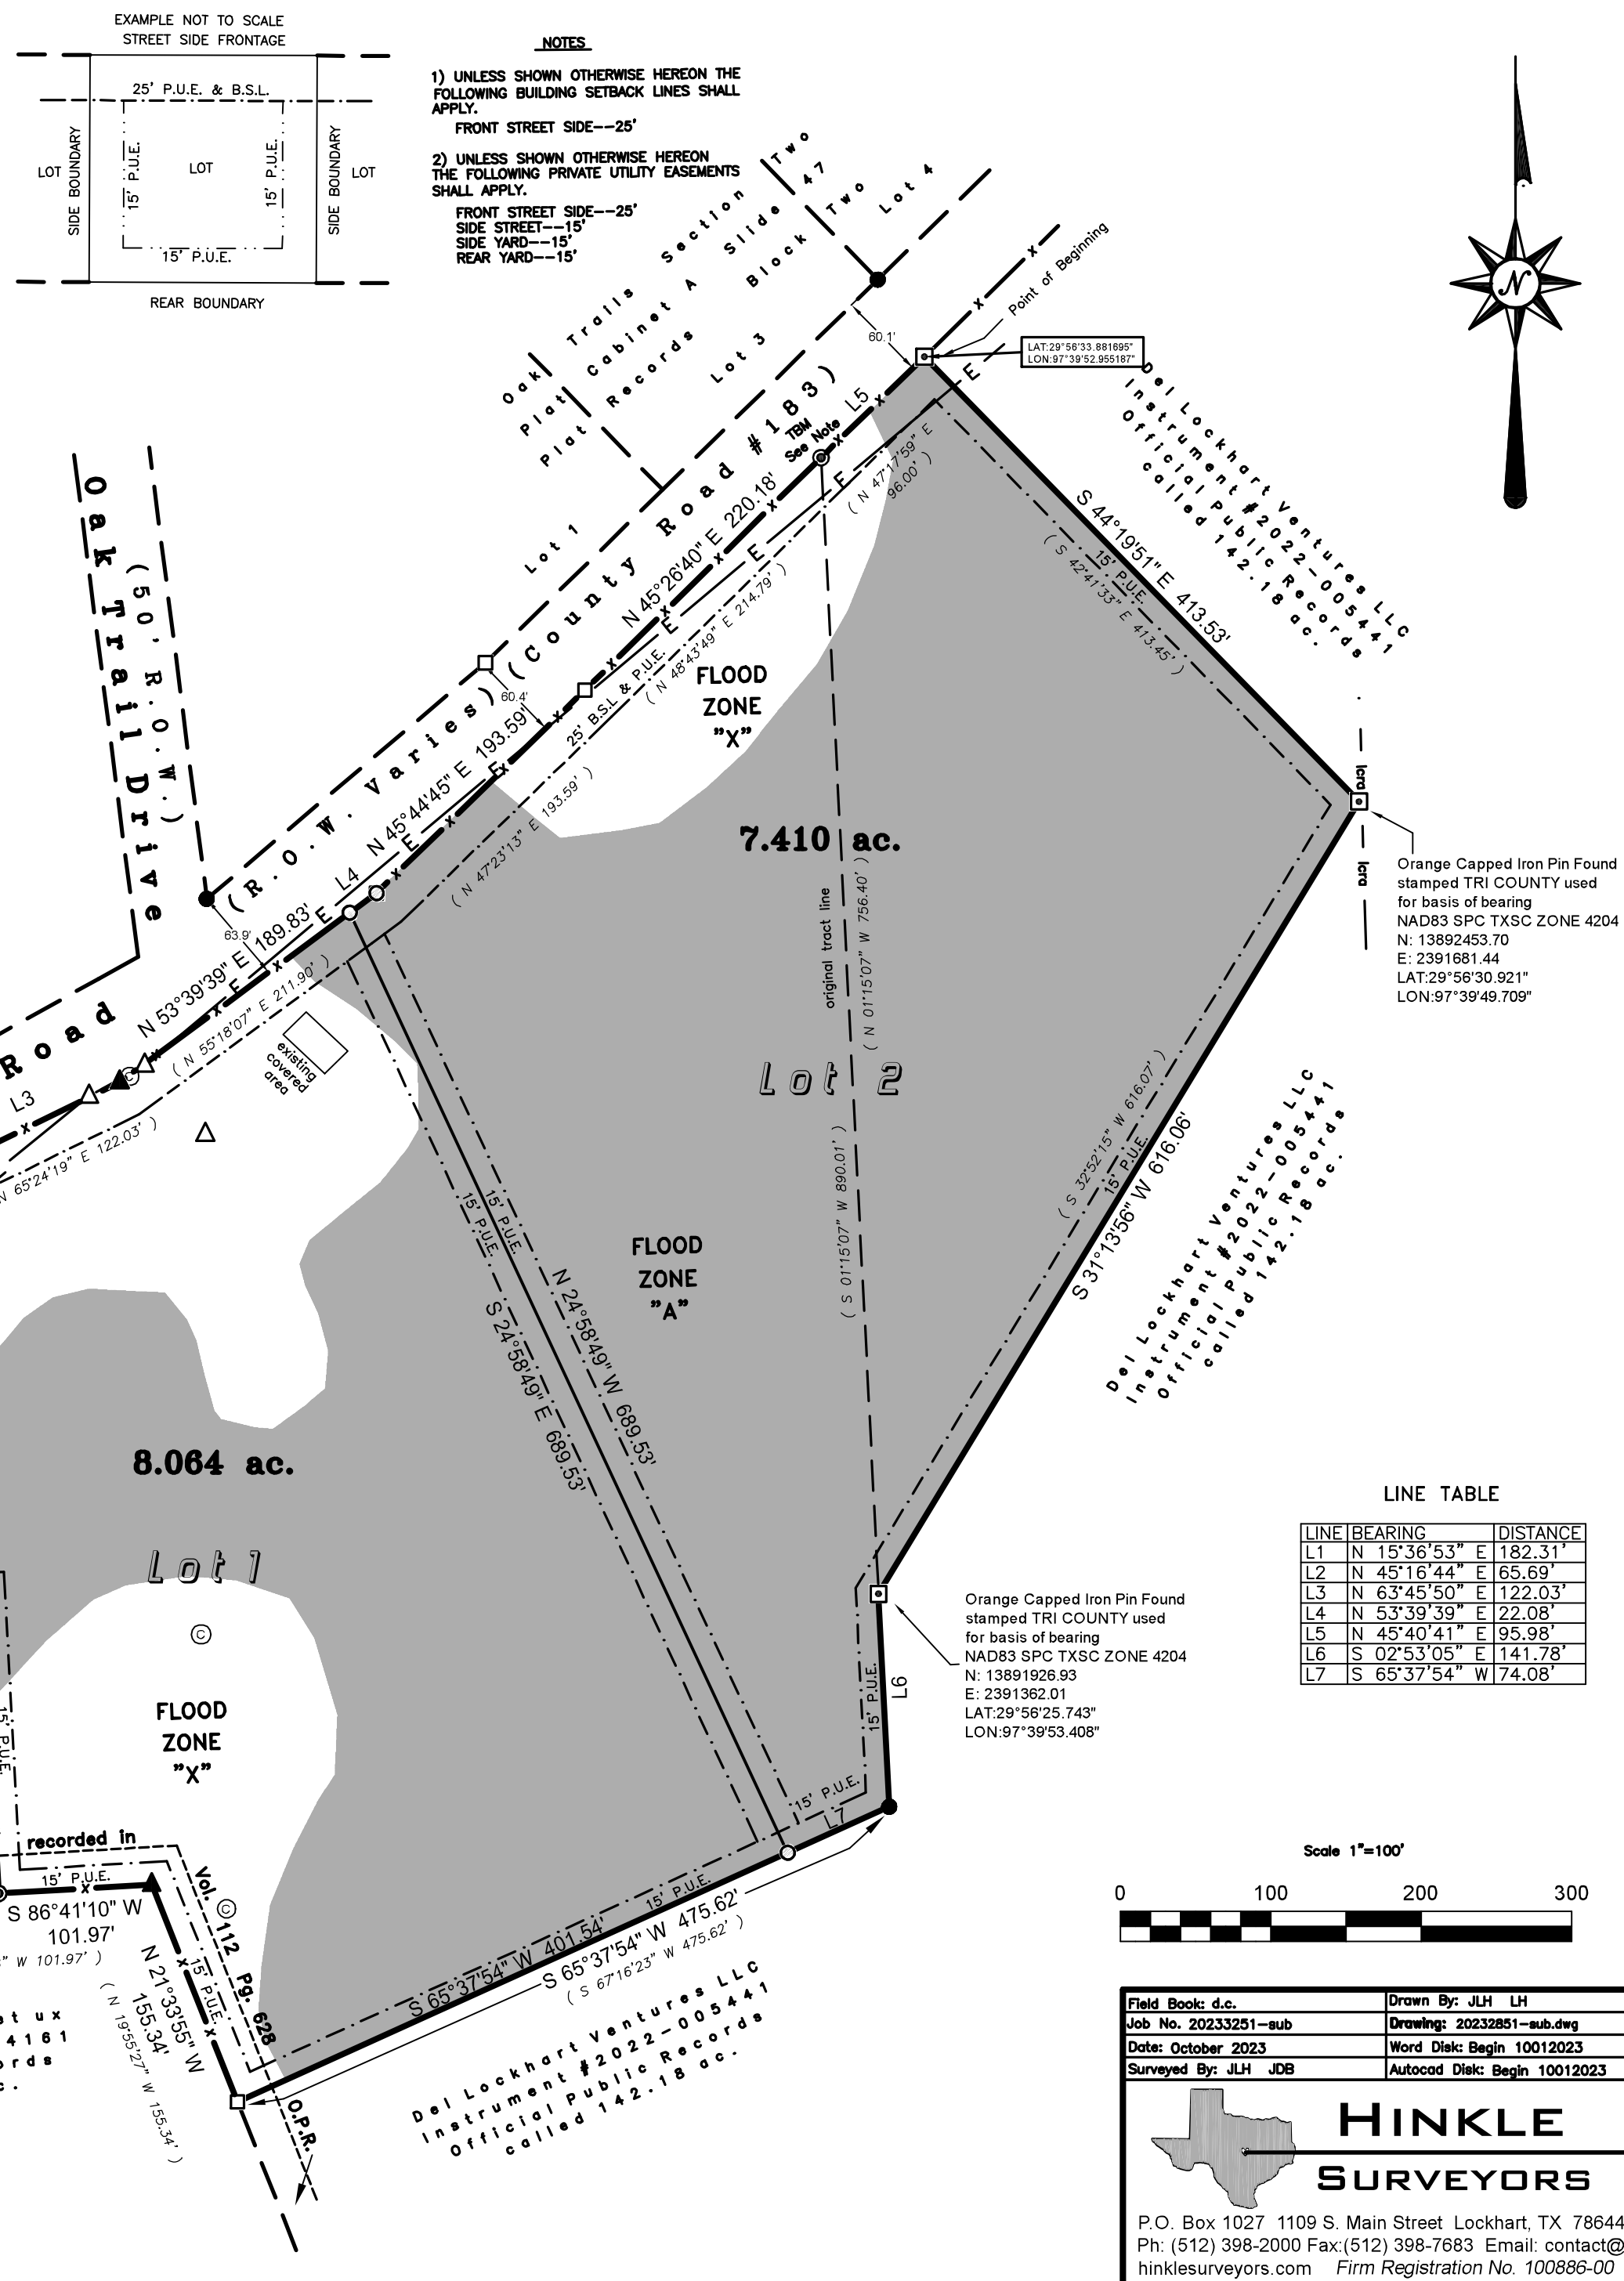 EXAMPLE NOT TO SCALE
STREET SIDE FRONTAGE
25' P.U.E. & B.S.L.
LOT
SIDE BOUNDARY
15' P.U.E.
LOT
15' P.U.E.
SIDE BOUNDARY
LOT
15' P.U.E.
REAR BOUNDARY
NOTES
1) UNLESS SHOWN OTHERWISE HEREON THE
FOLLOWING BUILDING SETBACK LINES SHALL
APPLY.
FRONT STREET SIDE--25'
2) UNLESS SHOWN OTHERWISE HEREON
THE FOLLOWING PRIVATE UTILITY EASEMENTS
SHALL APPLY.
FRONT STREET SIDE--25'
SIDE STREET--15'
SIDE YARD--15'
REAR YARD--15'
Oak Trails Section Two
Plat Cabinet A Slide 47
Plat Records Block Two
Lot 3
Lot 4
Lot 1
N
Point of Beginning
LAT:29°56'33.881695"
LON:97°39'52.955187"
60.1'
L5
TBM
See Note
( N 47°17'59" E
96.00' )
E
E
E
E
E
E
E
E
Del Lockhart Ventures LLC
Instrument #2022-005441
Official Public Records
called 142.18 ac.
S 44°19'51" E 413.53'
15' P.U.E.
( S 42°41'33" E 413.45' )
Oak Trail Drive
(50' R.O.W.)
(R.O.W. Varies)(County Road #183)
Road
N 45°26'40" E 220.18'
( N 48°43'49" E 214.79' )
25' B.S.L & P.U.E.
60.4'
N 45°44'45" E 193.59'
( N 47°23'13" E 193.59' )
L4
63.9'
N 53°39'39" E 189.83'
( N 55°18'07" E 211.90' )
L3
N 65°24'19" E 122.03' )
existing
covered
area
FLOOD
ZONE
"X"
7.410 ac.
original tract line
( N 01°15'07" W 756.40' )
( S 01°15'07" W 890.01' )
Lot 2
lcra
lcra
Orange Capped Iron Pin Found
stamped TRI COUNTY used
for basis of bearing
NAD83 SPC TXSC ZONE 4204
N: 13892453.70
E: 2391681.44
LAT:29°56'30.921"
LON:97°39'49.709"
( S 32°52'15" W 616.07' )
15' P.U.E.
S 31°13'56" W 616.06'
Del Lockhart Ventures LLC
Instrument #2022-005441
Official Public Records
called 142.18 ac.
FLOOD
ZONE
"A"
15' P.U.E.
15' P.U.E.
N 24°58'49" W 689.53'
S 24°58'49" E 689.53'
8.064 ac.
Lot 1
C
FLOOD
ZONE
"X"
LINE TABLE
LINE BEARING DISTANCE
L1 N 15°36'53" E 182.31'
L2 N 45°16'44" E 65.69'
L3 N 63°45'50" E 122.03'
L4 N 53°39'39" E 22.08'
L5 N 45°40'41" E 95.98'
L6 S 02°53'05" E 141.78'
L7 S 65°37'54" W 74.08'
Orange Capped Iron Pin Found
stamped TRI COUNTY used
for basis of bearing
NAD83 SPC TXSC ZONE 4204
N: 13891926.93
E: 2391362.01
LAT:29°56'25.743"
LON:97°39'53.408"
15' P.U.E.
L6
15' P.U.E.
L7
15' P.U.E.
recorded in
Vol. 112 Pg. 628
O.P.R.
C
15' P.U.E.
S 86°41'10" W
101.97'
" W 101.97' )
N 21°33'55" W
155.34'
15' P.U.E.
( N 19°55'27" W 155.34' )
et ux
4161
ords
c.
15' P.U.E.
S 65°37'54" W 401.54'
S 65°37'54" W 475.62'
( S 67°16'23" W 475.62' )
Del Lockhart Ventures LLC
Instrument #2022-005441
Official Public Records
called 142.18 ac.
Scale 1"=100'
0 100 200 300
Field Book: d.c. Drawn By: JLH LH
Job No. 20233251-sub Drawing: 20232851-sub.dwg
Date: October 2023 Word Disk: Begin 10012023
Surveyed By: JLH JDB Autocad Disk: Begin 10012023
HINKLE
SURVEYORS
P.O. Box 1027 1109 S. Main Street Lockhart, TX 78644
Ph: (512) 398-2000 Fax:(512) 398-7683 Email: contact@
hinklesurveyors.com Firm Registration No. 100886-00